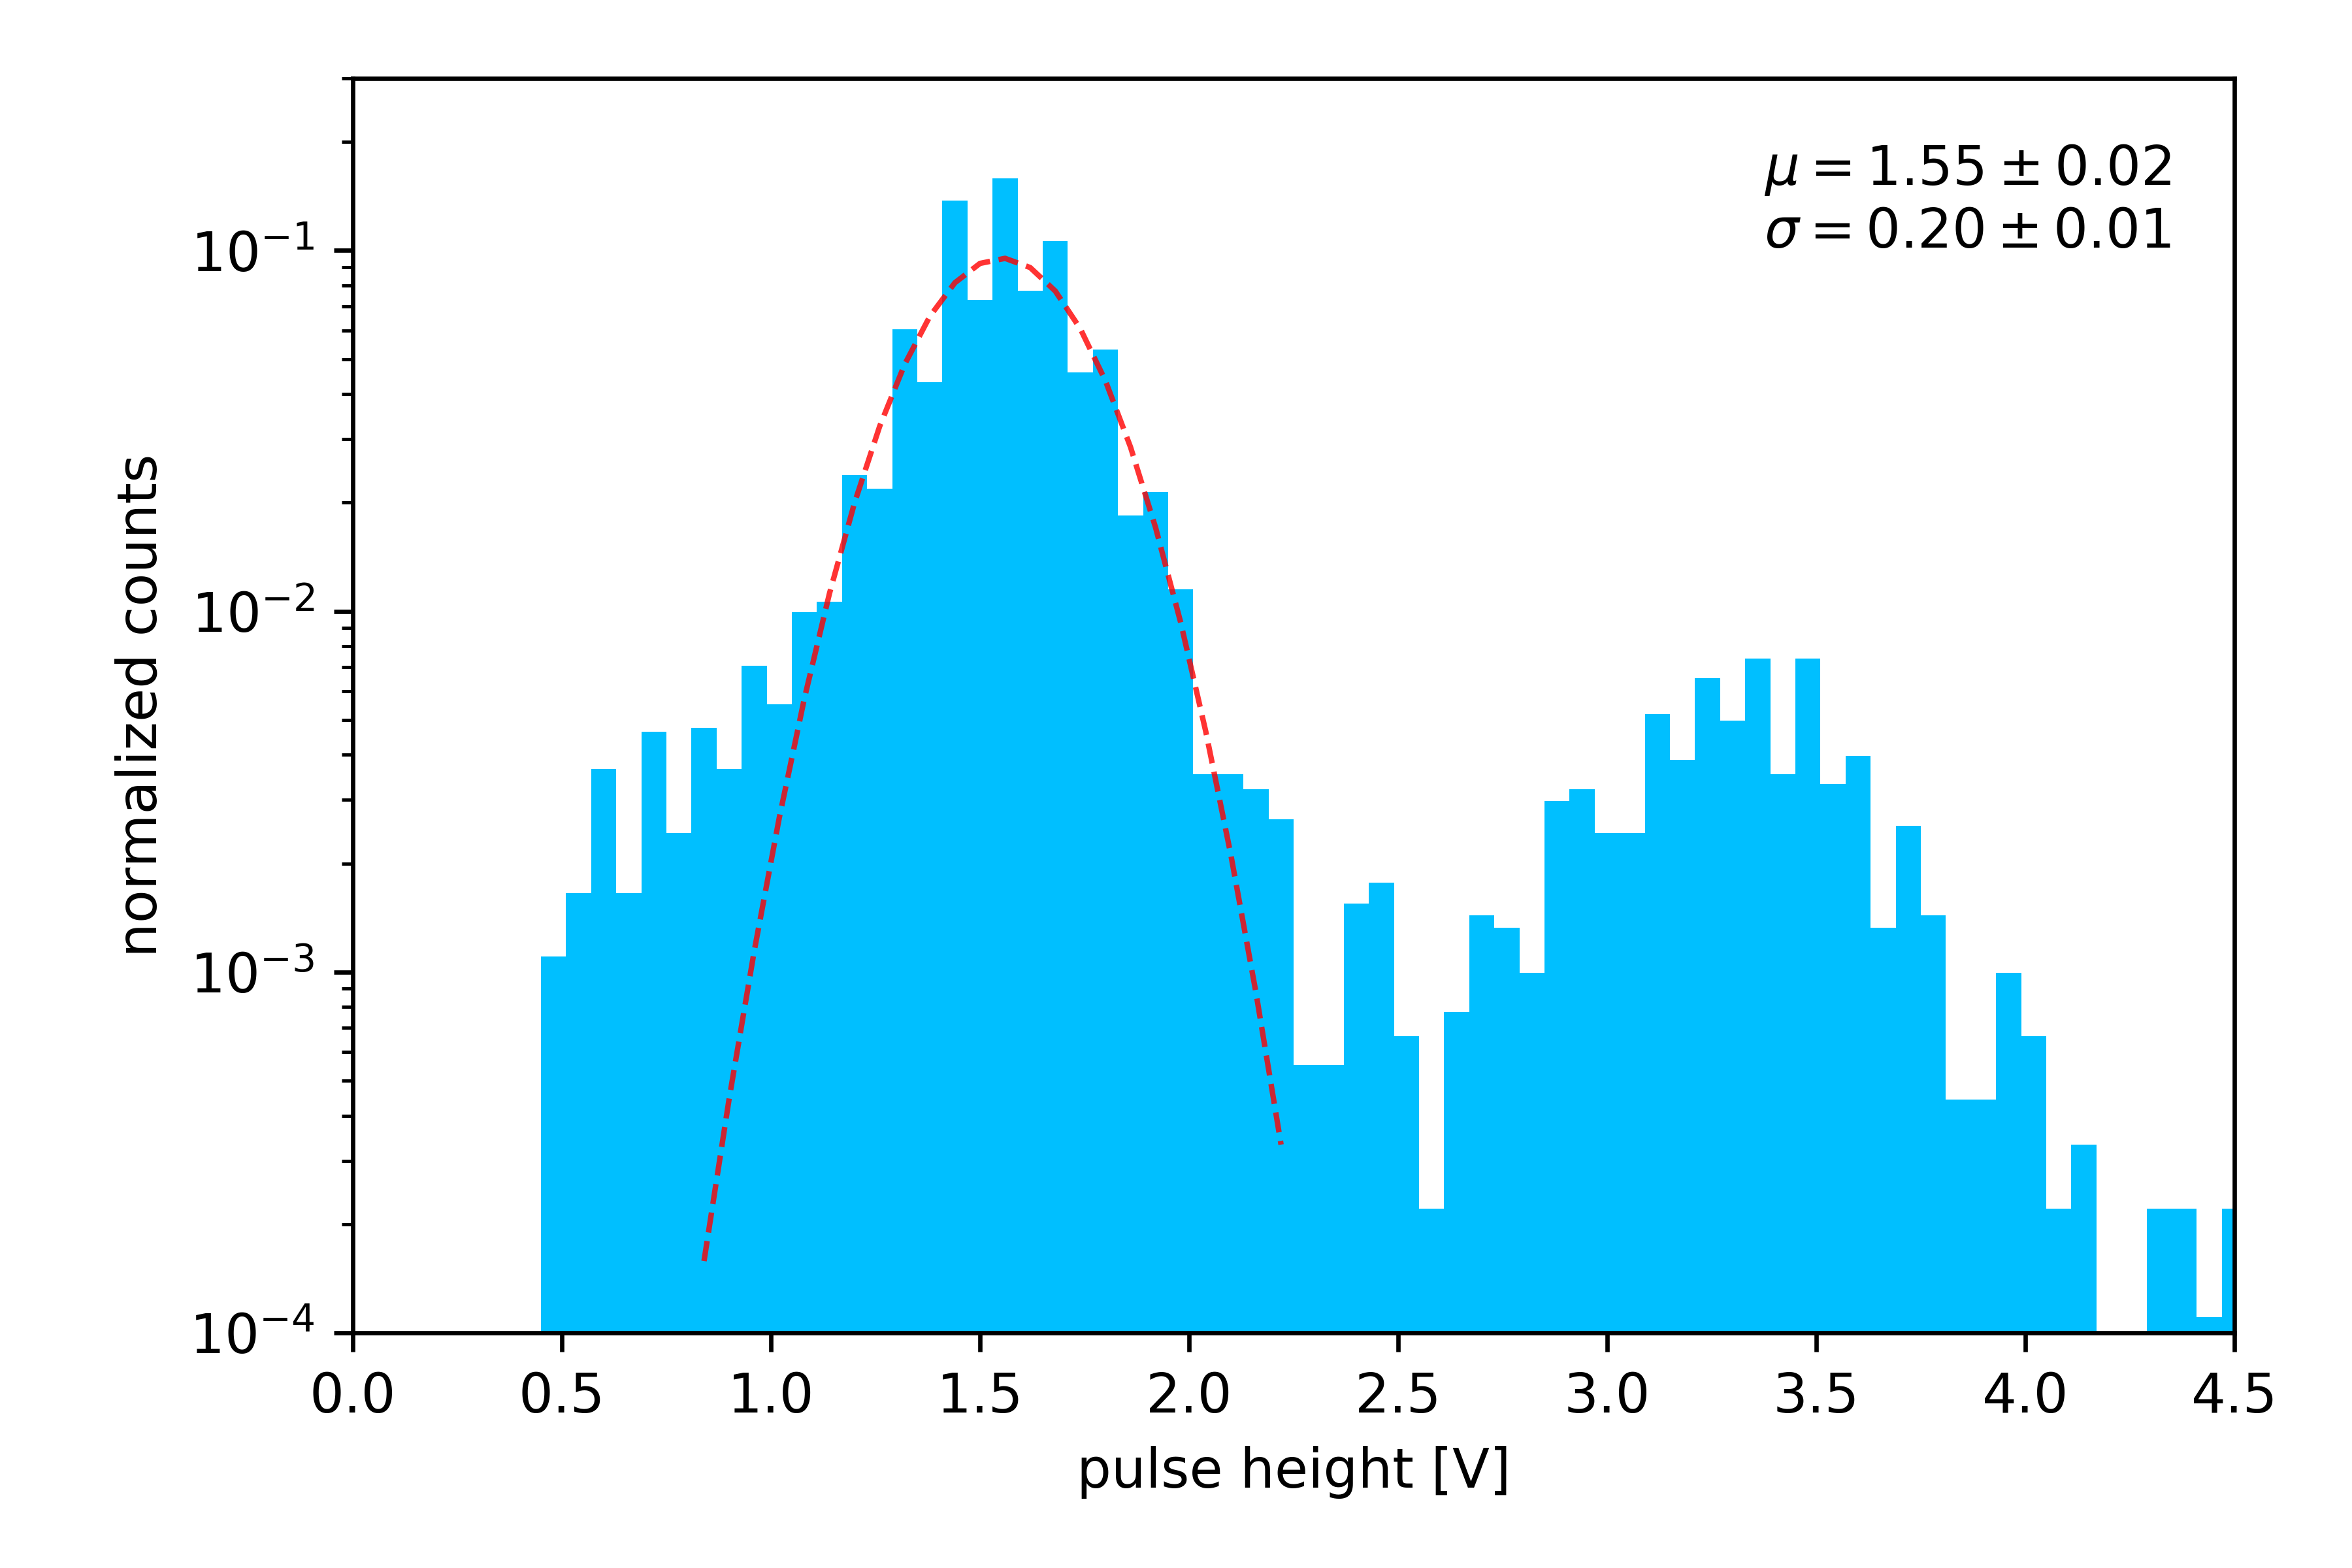 μ = 1.55 ± 0.02
σ = 0.20 ± 0.01
normalized counts
10⁻¹
10⁻²
10⁻³
10⁻⁴
0.0 0.5 1.0 1.5 2.0 2.5 3.0 3.5 4.0 4.5
pulse height [V]